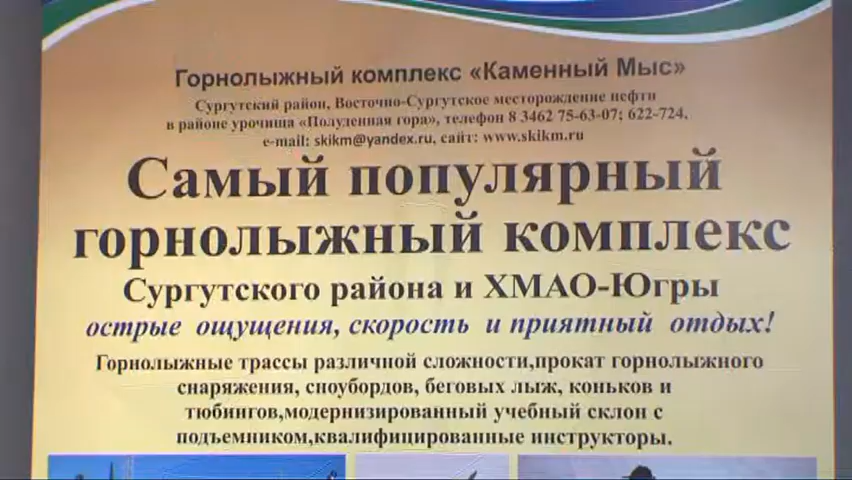 Горнолыжный комплекс «Каменный Мыс»
Сургутский район, Восточно-Сургутское месторождение нефти
в районе урочища «Полуденная гора», телефон 8 3462 75-63-07; 622-724,
e-mail: skikm@yandex.ru, сайт: www.skikm.ru
Самый популярный
горнолыжный комплекс
Сургутского района и ХМАО-Югры
острые ощущения, скорость и приятный отдых!
Горнолыжные трассы различной сложности,прокат горнолыжного
снаряжения, сноубордов, беговых лыж, коньков и
тюбингов,модернизированный учебный склон с
подъемником,квалифицированные инструкторы.